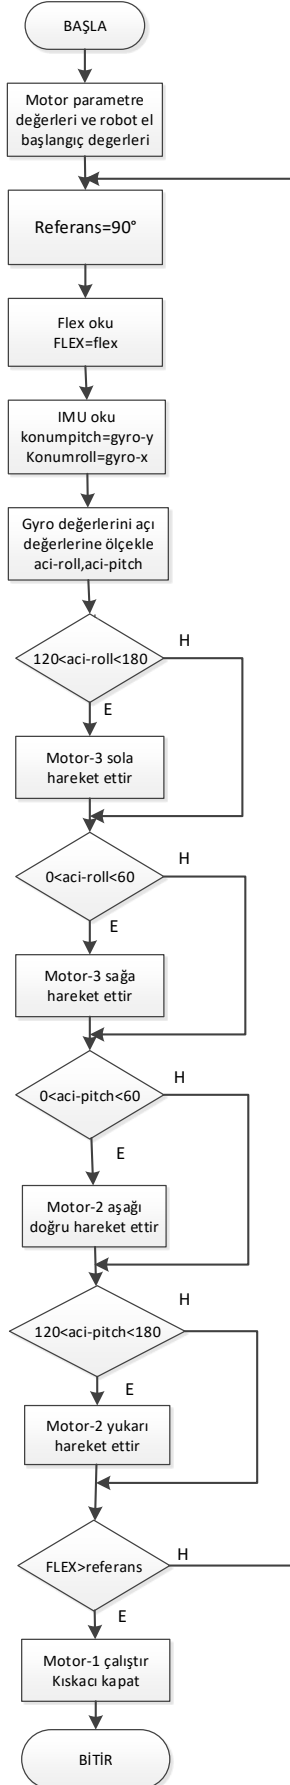 BAŞLA
Motor parametre
değerleri ve robot el
başlangıç degerleri
Referans=90°
Flex oku
FLEX=flex
IMU oku
konumpitch=gyro-y
Konumroll=gyro-x
Gyro değerlerini açı
değerlerine ölçekle
aci-roll,aci-pitch
120<aci-roll<180
H
E
Motor-3 sola
hareket ettir
0<aci-roll<60
H
E
Motor-3 sağa
hareket ettir
0<aci-pitch<60
H
E
Motor-2 aşağı
doğru hareket ettir
120<aci-pitch<180
H
E
Motor-2 yukarı
hareket ettir
FLEX>referans
H
E
Motor-1 çalıştır
Kıskacı kapat
BİTİR